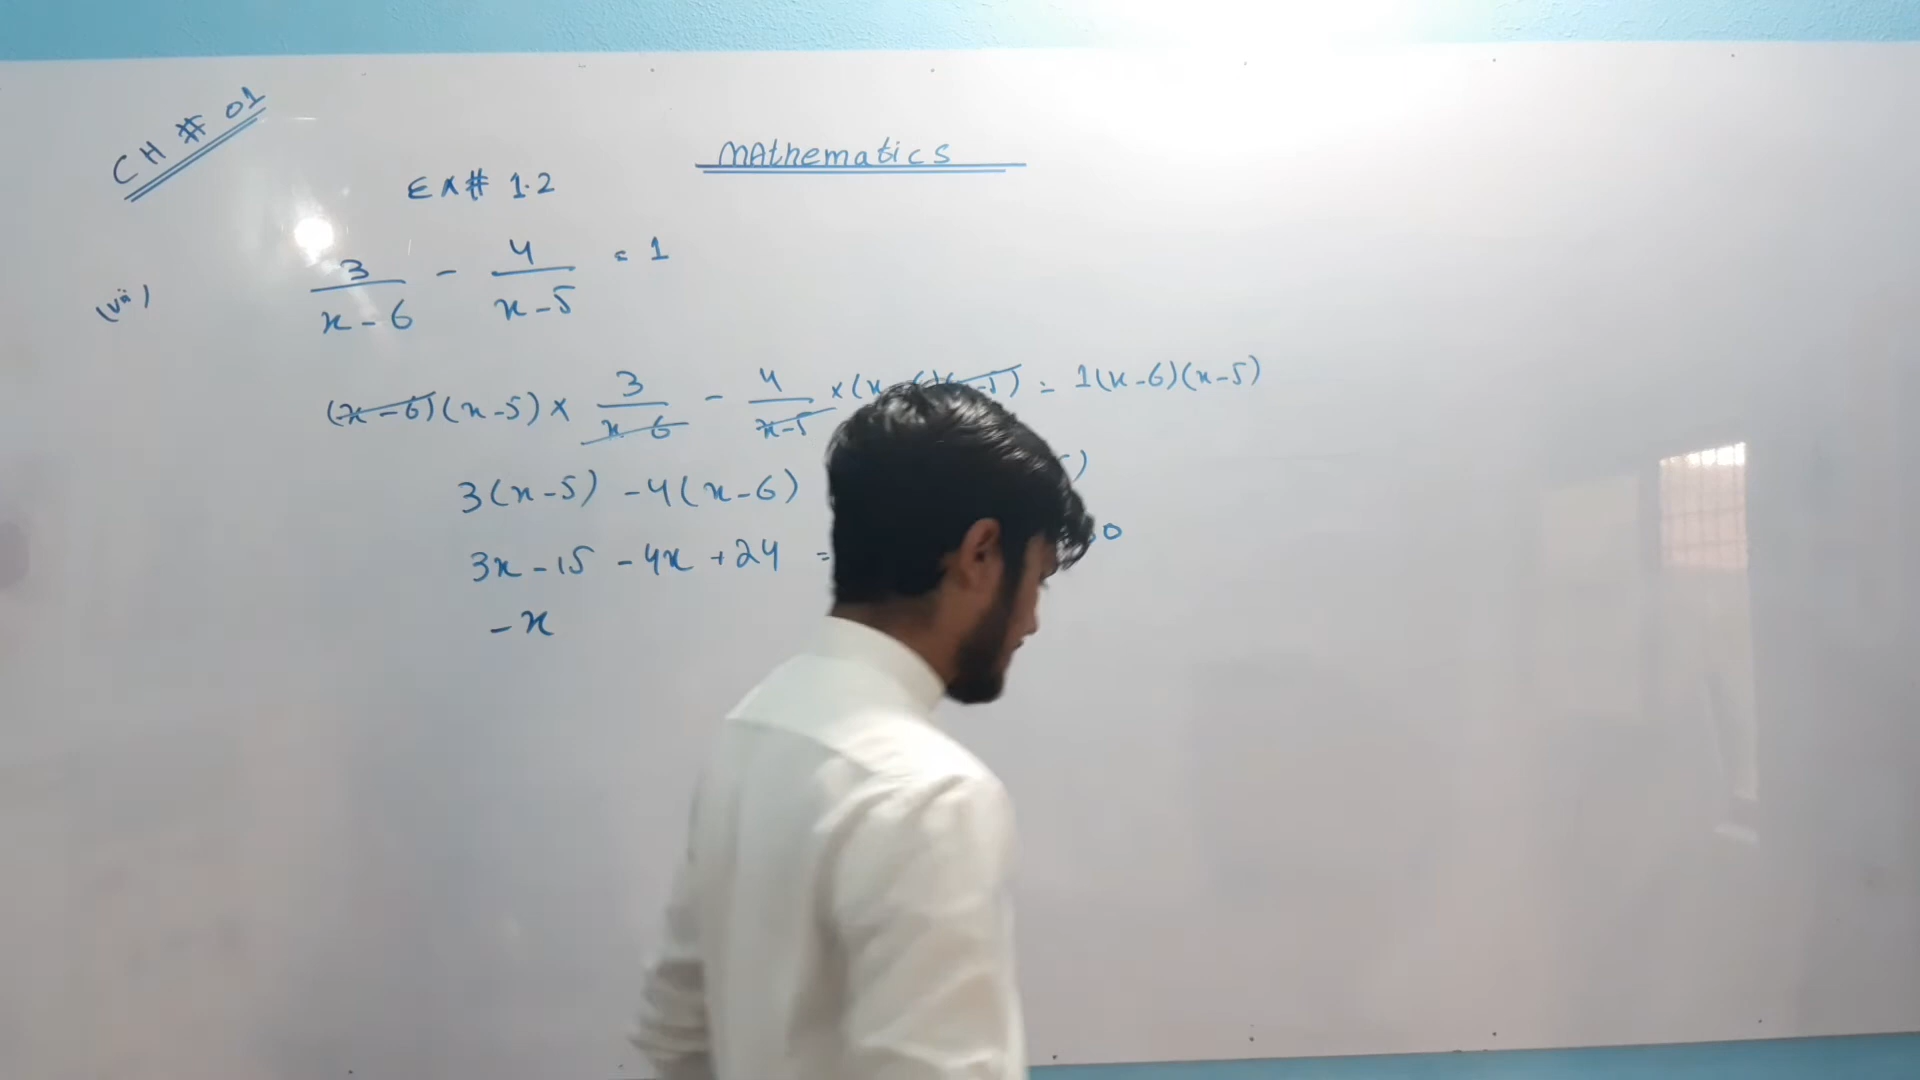 CH # 01
MAthematics
EX# 1.2
(vii) 3/(x-6) - 4/(x-5) = 1
(x-6)(x-5) × 3/(x-6) - 4/(x-5) × (x = 1(x-6)(x-5)
3(x-5) -4(x-6) )
3x-15 -4x +24 =
-x